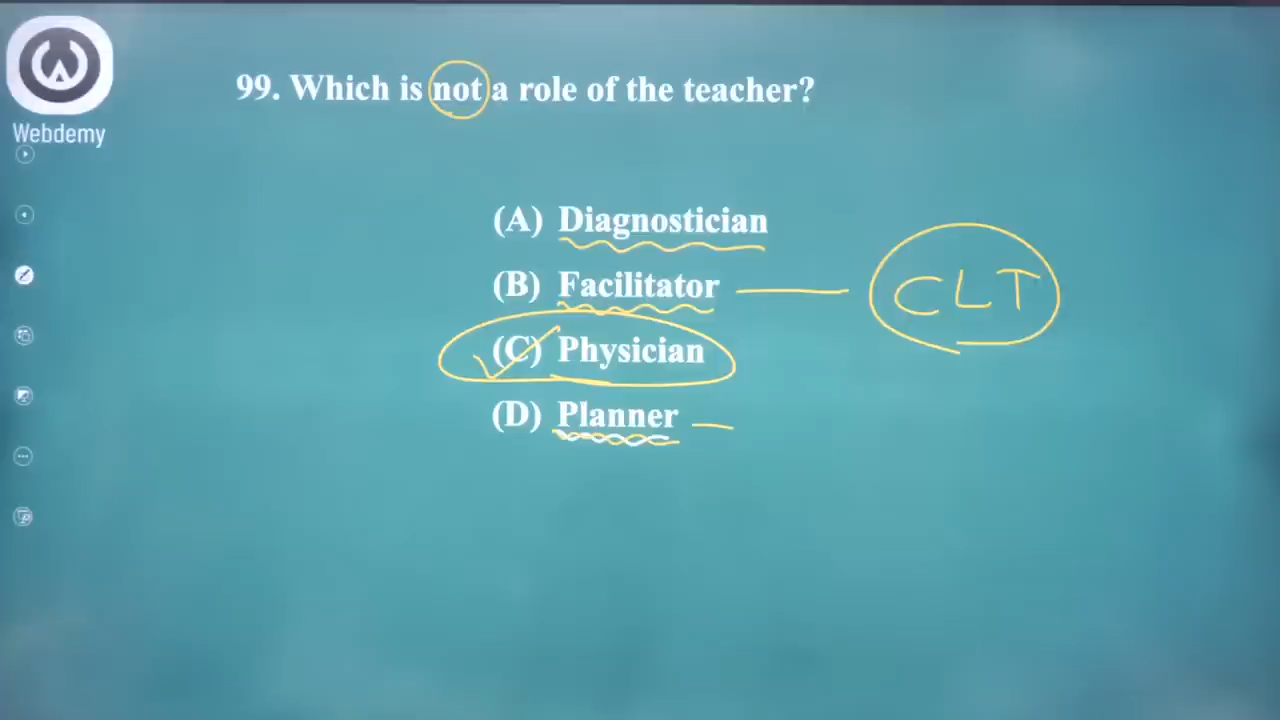 Webdemy
99. Which is not a role of the teacher?
(A) Diagnostician
(B) Facilitator
CLT
(C) Physician
(D) Planner